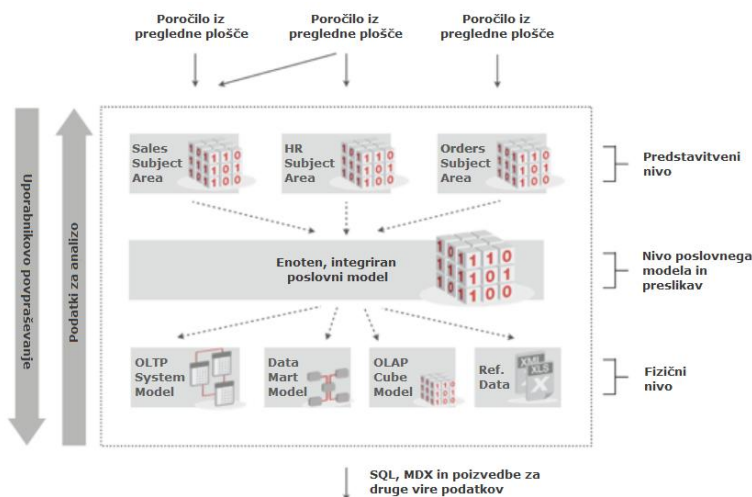 Poročilo iz
pregledne plošče
Poročilo iz
pregledne plošče
Poročilo iz
pregledne plošče
Uporabnikovo povpraševanje
Podatki za analizo
Sales
Subject
Area
HR
Subject
Area
Orders
Subject
Area
Predstavitveni
nivo
Enoten, integriran
poslovni model
Nivo poslovnega
modela in
preslikav
OLTP
System
Model
Data
Mart
Model
OLAP
Cube
Model
Ref.
Data
XML
XLS
X
Fizični
nivo
SQL, MDX in poizvedbe za
druge vire podatkov